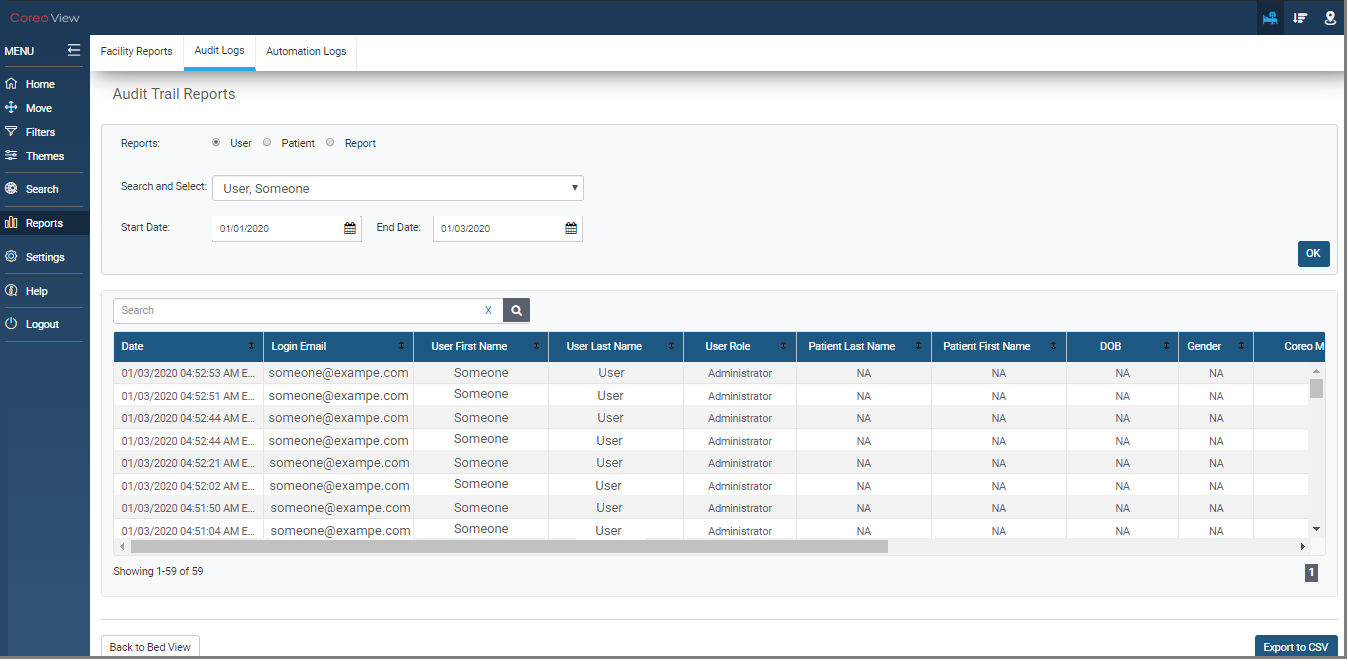 Coreo View
MENU
Home
Move
Filters
Themes
Search
Reports
Settings
Help
Logout
Facility Reports Audit Logs Automation Logs
Audit Trail Reports
Reports: User Patient Report
Search and Select: User, Someone
Start Date: 01/01/2020 End Date: 01/03/2020
OK
Search X
Date Login Email User First Name User Last Name User Role Patient Last Name Patient First Name DOB Gender Coreo M
01/03/2020 04:52:53 AM E... someone@exampe.com Someone User Administrator NA NA NA NA
01/03/2020 04:52:51 AM E... someone@exampe.com Someone User Administrator NA NA NA NA
01/03/2020 04:52:44 AM E... someone@exampe.com Someone User Administrator NA NA NA NA
01/03/2020 04:52:44 AM E... someone@exampe.com Someone User Administrator NA NA NA NA
01/03/2020 04:52:21 AM E... someone@exampe.com Someone User Administrator NA NA NA NA
01/03/2020 04:52:02 AM E... someone@exampe.com Someone User Administrator NA NA NA NA
01/03/2020 04:51:50 AM E... someone@exampe.com Someone User Administrator NA NA NA NA
01/03/2020 04:51:04 AM E... someone@exampe.com Someone User Administrator NA NA NA NA
Showing 1-59 of 59 1
Back to Bed View Export to CSV